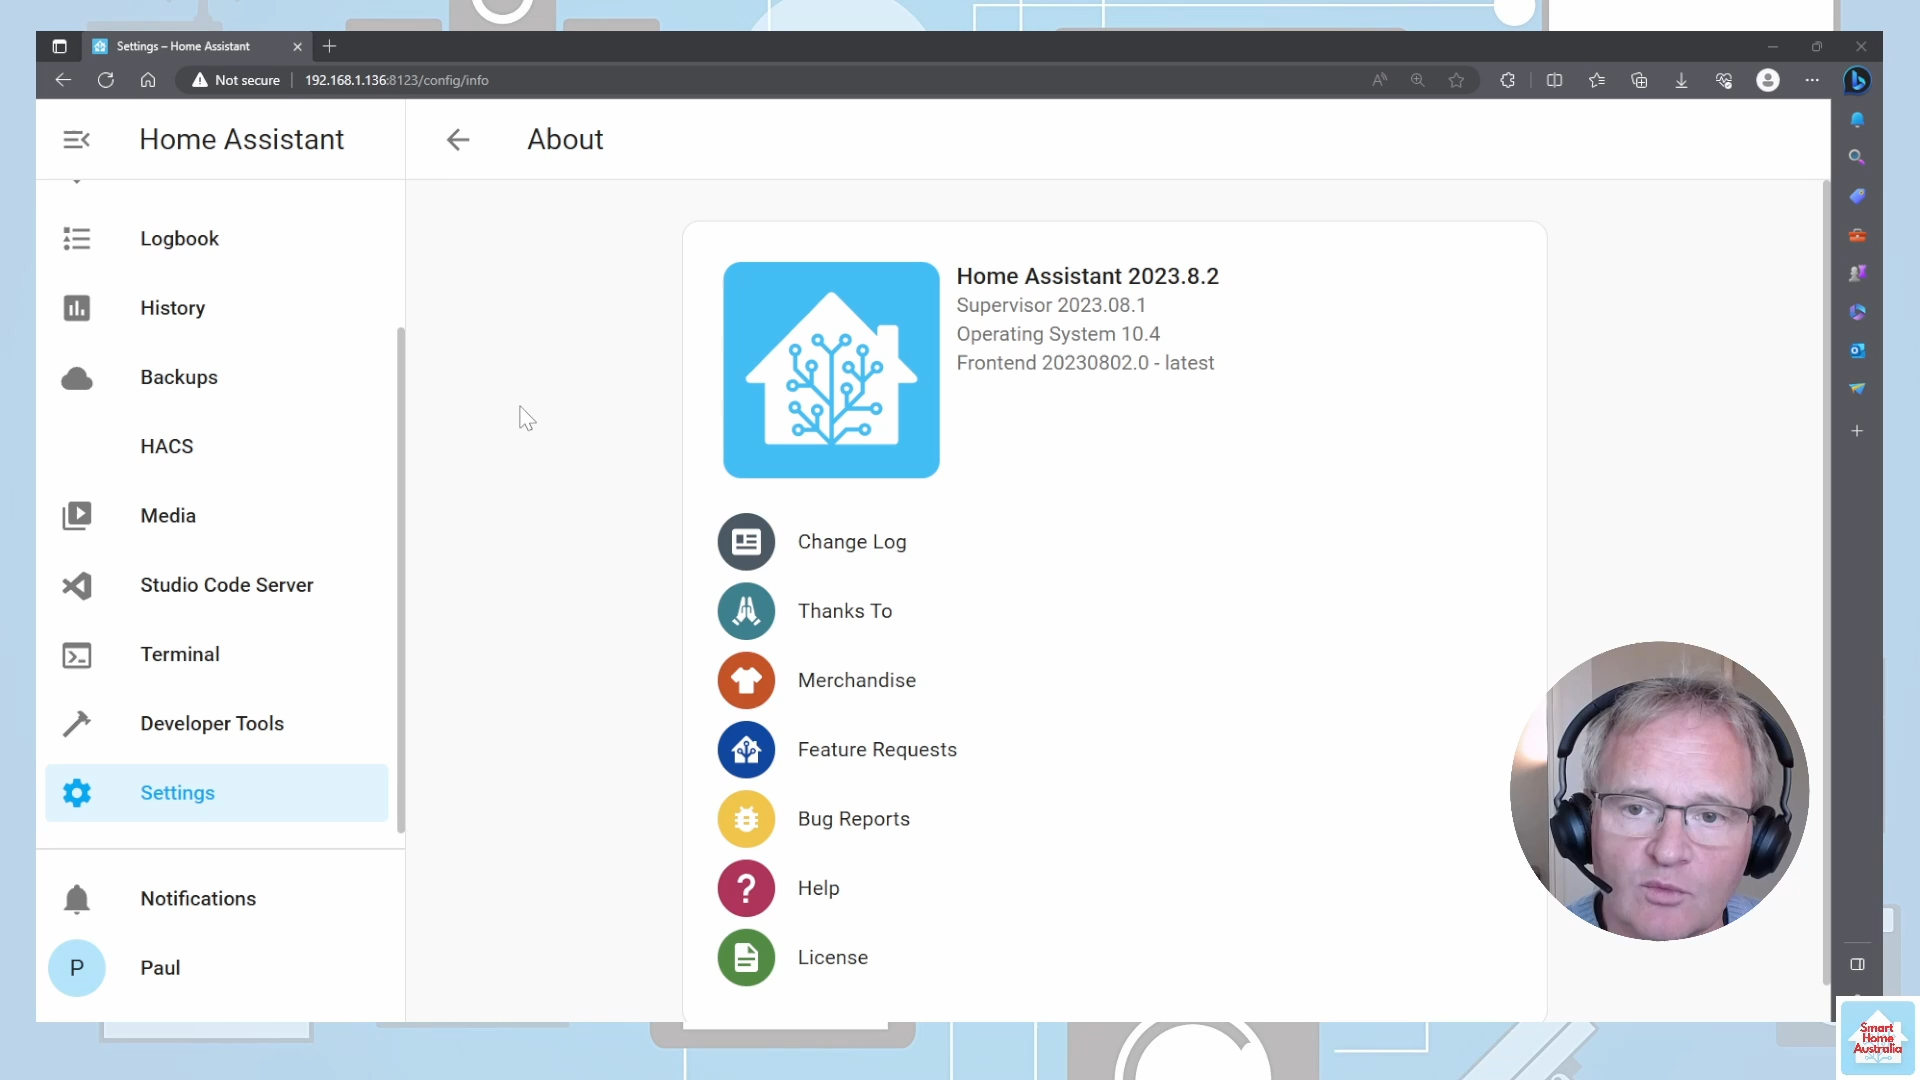 Settings – Home Assistant
Not secure
192.168.1.136:8123/config/info
Home Assistant
About
Logbook
History
Backups
HACS
Media
Studio Code Server
Terminal
Developer Tools
Settings
Notifications
P
Paul
Home Assistant 2023.8.2
Supervisor 2023.08.1
Operating System 10.4
Frontend 20230802.0 - latest
Change Log
Thanks To
Merchandise
Feature Requests
Bug Reports
Help
License
Smart
Home
Australia